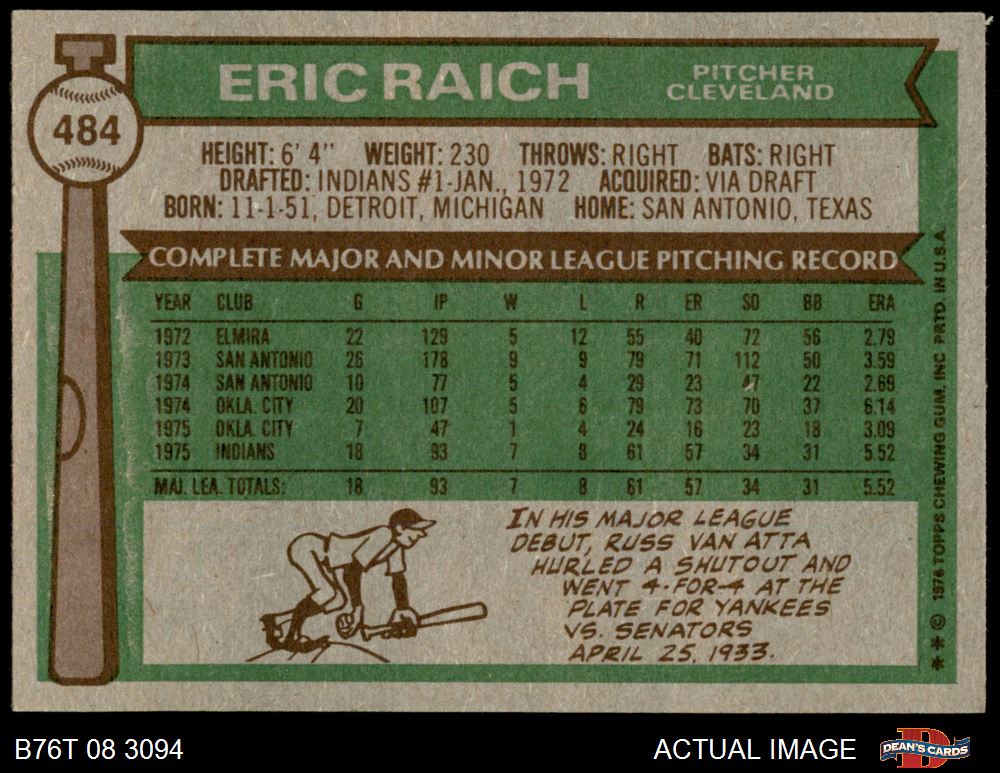 484
ERIC RAICH
PITCHER
CLEVELAND
HEIGHT: 6' 4" WEIGHT: 230 THROWS: RIGHT BATS: RIGHT
DRAFTED: INDIANS #1-JAN., 1972 ACQUIRED: VIA DRAFT
BORN: 11-1-51, DETROIT, MICHIGAN HOME: SAN ANTONIO, TEXAS
COMPLETE MAJOR AND MINOR LEAGUE PITCHING RECORD
YEAR CLUB G IP W L R ER SO BB ERA
1972 ELMIRA 22 129 5 12 55 40 72 56 2.79
1973 SAN ANTONIO 26 178 9 9 79 71 112 50 3.59
1974 SAN ANTONIO 10 77 5 4 29 23 47 22 2.69
1974 OKLA. CITY 20 107 5 6 79 73 70 37 6.14
1975 OKLA. CITY 7 47 1 4 24 16 23 18 3.09
1975 INDIANS 18 93 7 8 61 57 34 31 5.52
MAJ. LEA. TOTALS: 18 93 7 8 61 57 34 31 5.52
IN HIS MAJOR LEAGUE
DEBUT, RUSS VAN ATTA
HURLED A SHUTOUT AND
WENT 4-FOR-4 AT THE
PLATE FOR YANKEES
VS. SENATORS
APRIL 25, 1933.
** © 1976 TOPPS CHEWING GUM, INC. PRTD. IN U.S.A.
B76T 08 3094
ACTUAL IMAGE
DEAN'S CARDS